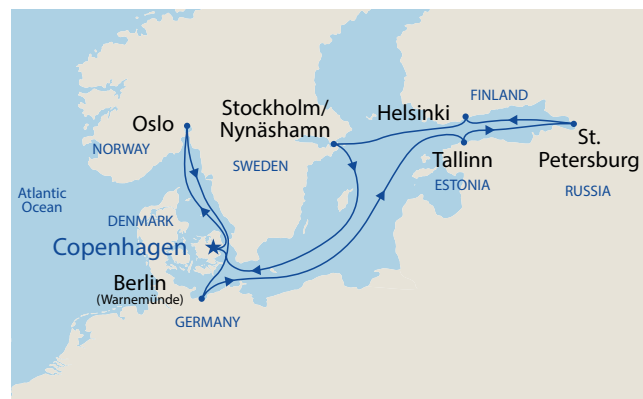 Stockholm/
Nynäshamn
Helsinki
FINLAND
Oslo
St.
Petersburg
NORWAY
SWEDEN
Tallinn
ESTONIA
RUSSIA
Atlantic
Ocean
DENMARK
Copenhagen
Berlin
(Warnemünde)
GERMANY